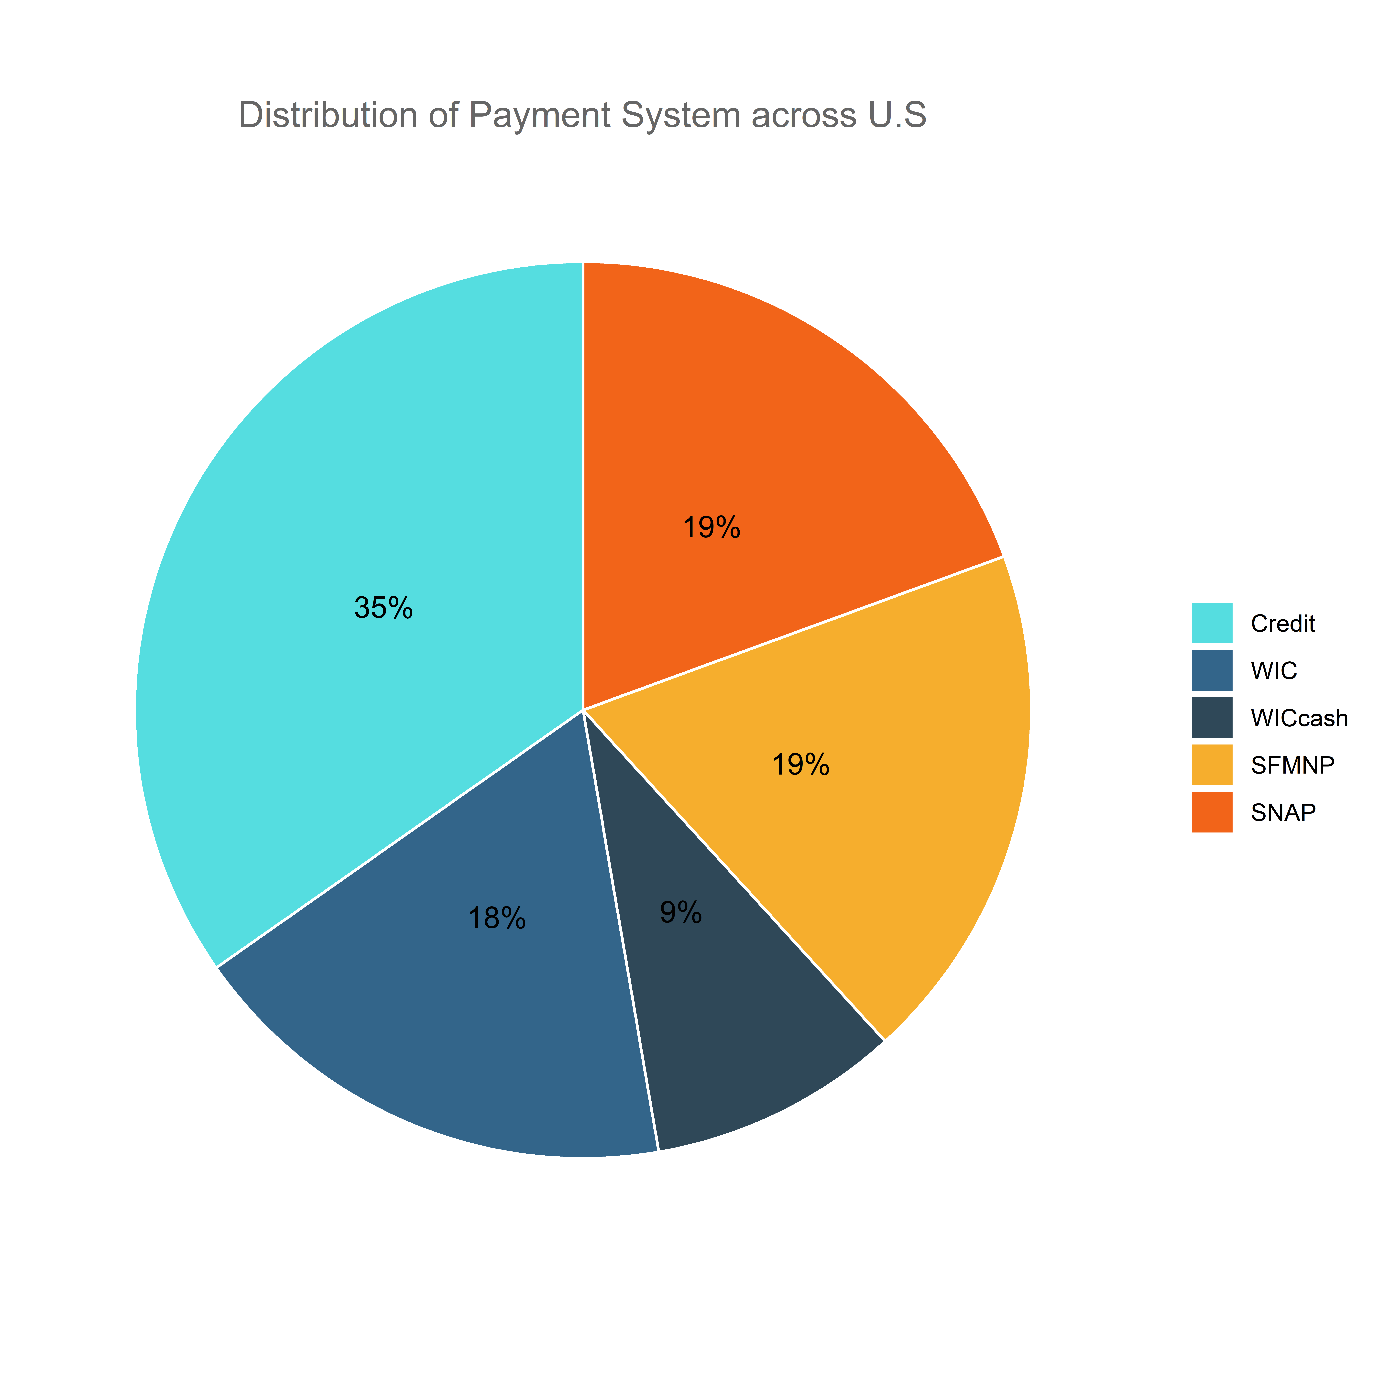 Distribution of Payment System across U.S
19%
35%
19%
18%
9%
Credit
WIC
WICcash
SFMNP
SNAP